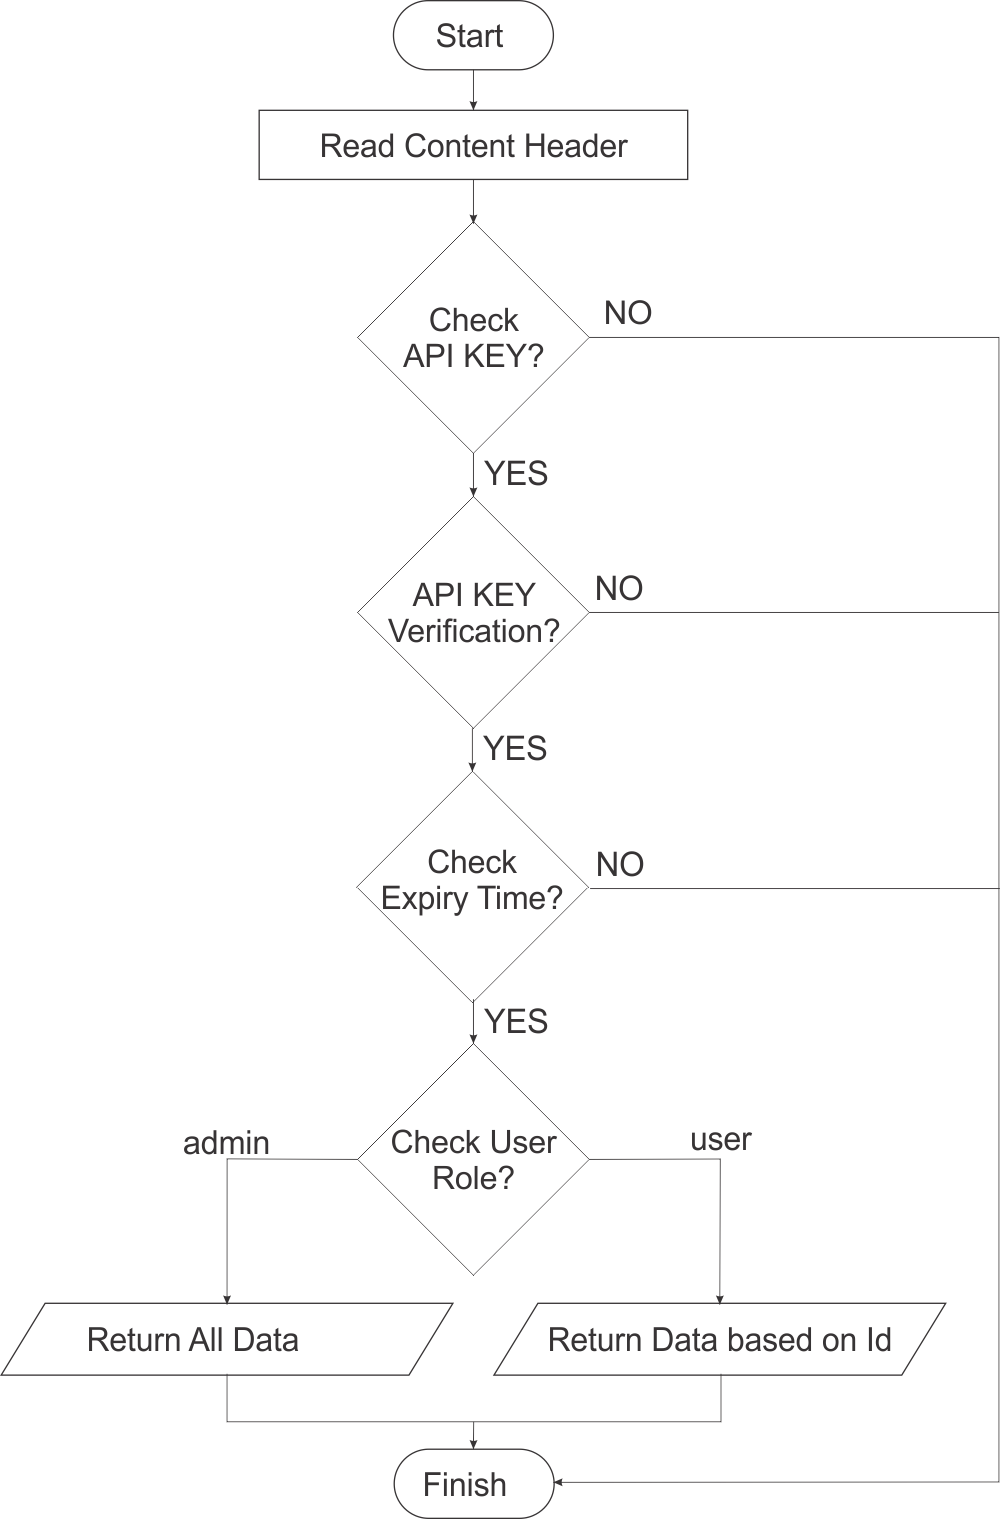 Start
Read Content Header
Check
API KEY?
NO
YES
API KEY
Verification?
NO
YES
Check
Expiry Time?
NO
YES
admin
Check User
Role?
user
Return All Data
Return Data based on Id
Finish